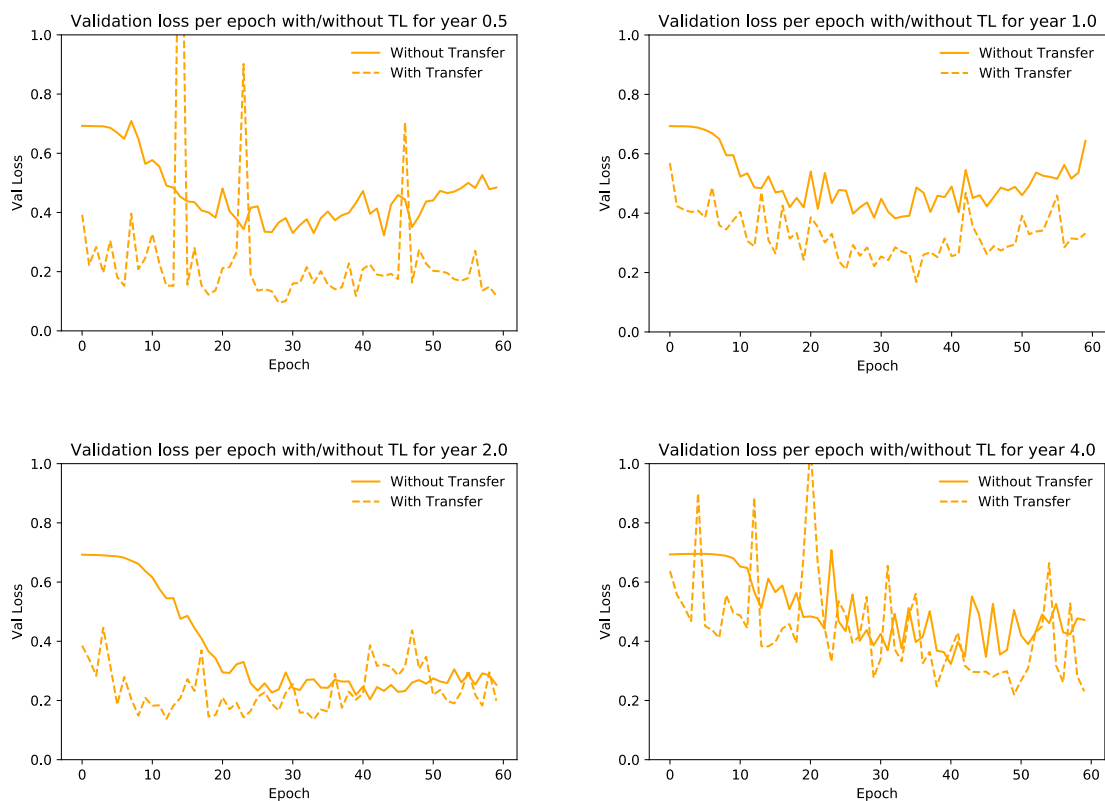 Validation loss per epoch with/without TL for year 0.5
1.0
0.8
0.6
0.4
0.2
0.0
Val Loss
Without Transfer
With Transfer
0 10 20 30 40 50 60
Epoch
Validation loss per epoch with/without TL for year 1.0
1.0
0.8
0.6
0.4
0.2
0.0
Val Loss
Without Transfer
With Transfer
0 10 20 30 40 50 60
Epoch
Validation loss per epoch with/without TL for year 2.0
1.0
0.8
0.6
0.4
0.2
0.0
Val Loss
Without Transfer
With Transfer
0 10 20 30 40 50 60
Epoch
Validation loss per epoch with/without TL for year 4.0
1.0
0.8
0.6
0.4
0.2
0.0
Val Loss
Without Transfer
With Transfer
0 10 20 30 40 50 60
Epoch